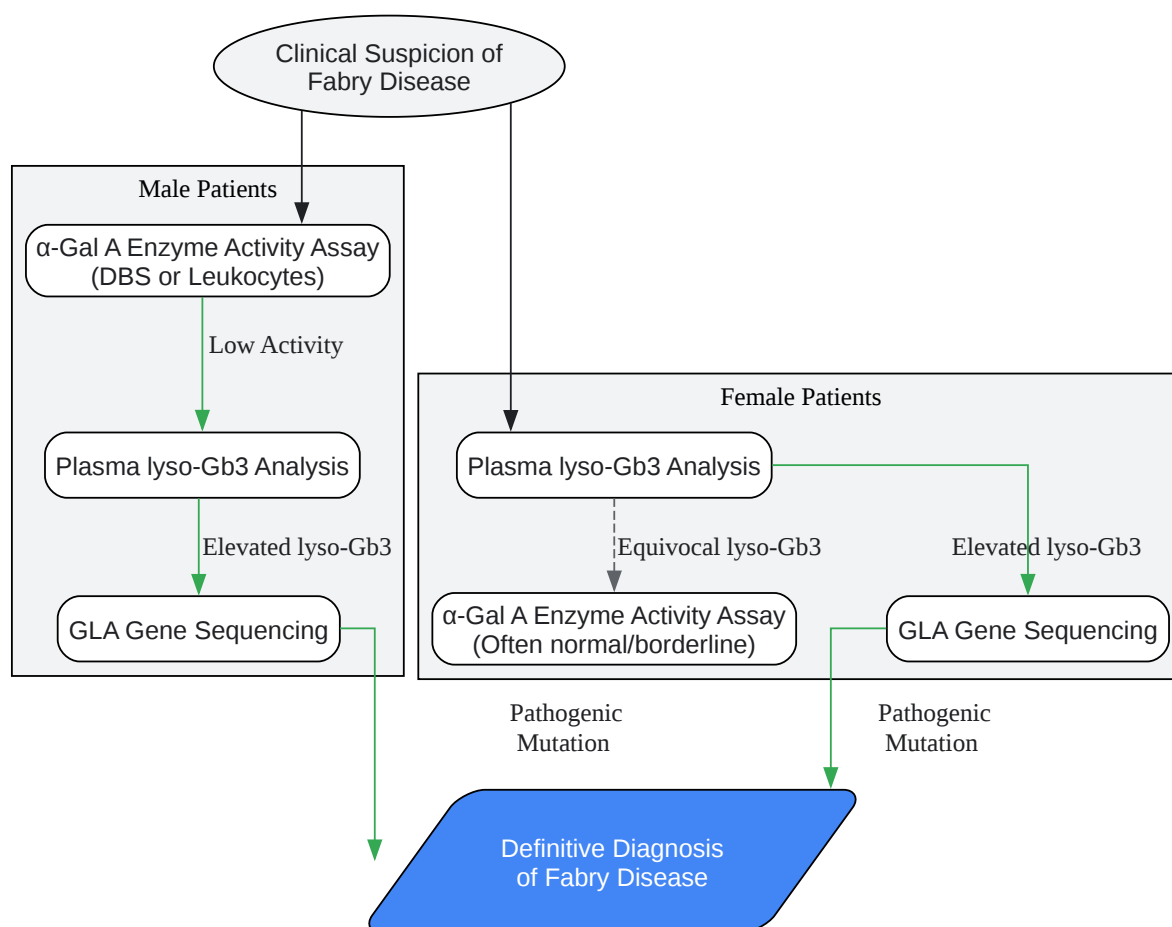 Clinical Suspicion of
Fabry Disease
Male Patients
α-Gal A Enzyme Activity Assay
(DBS or Leukocytes)
Low Activity
Plasma lyso-Gb3 Analysis
Elevated lyso-Gb3
GLA Gene Sequencing
Female Patients
Plasma lyso-Gb3 Analysis
Equivocal lyso-Gb3
Elevated lyso-Gb3
α-Gal A Enzyme Activity Assay
(Often normal/borderline)
GLA Gene Sequencing
Pathogenic
Mutation
Pathogenic
Mutation
Definitive Diagnosis
of Fabry Disease